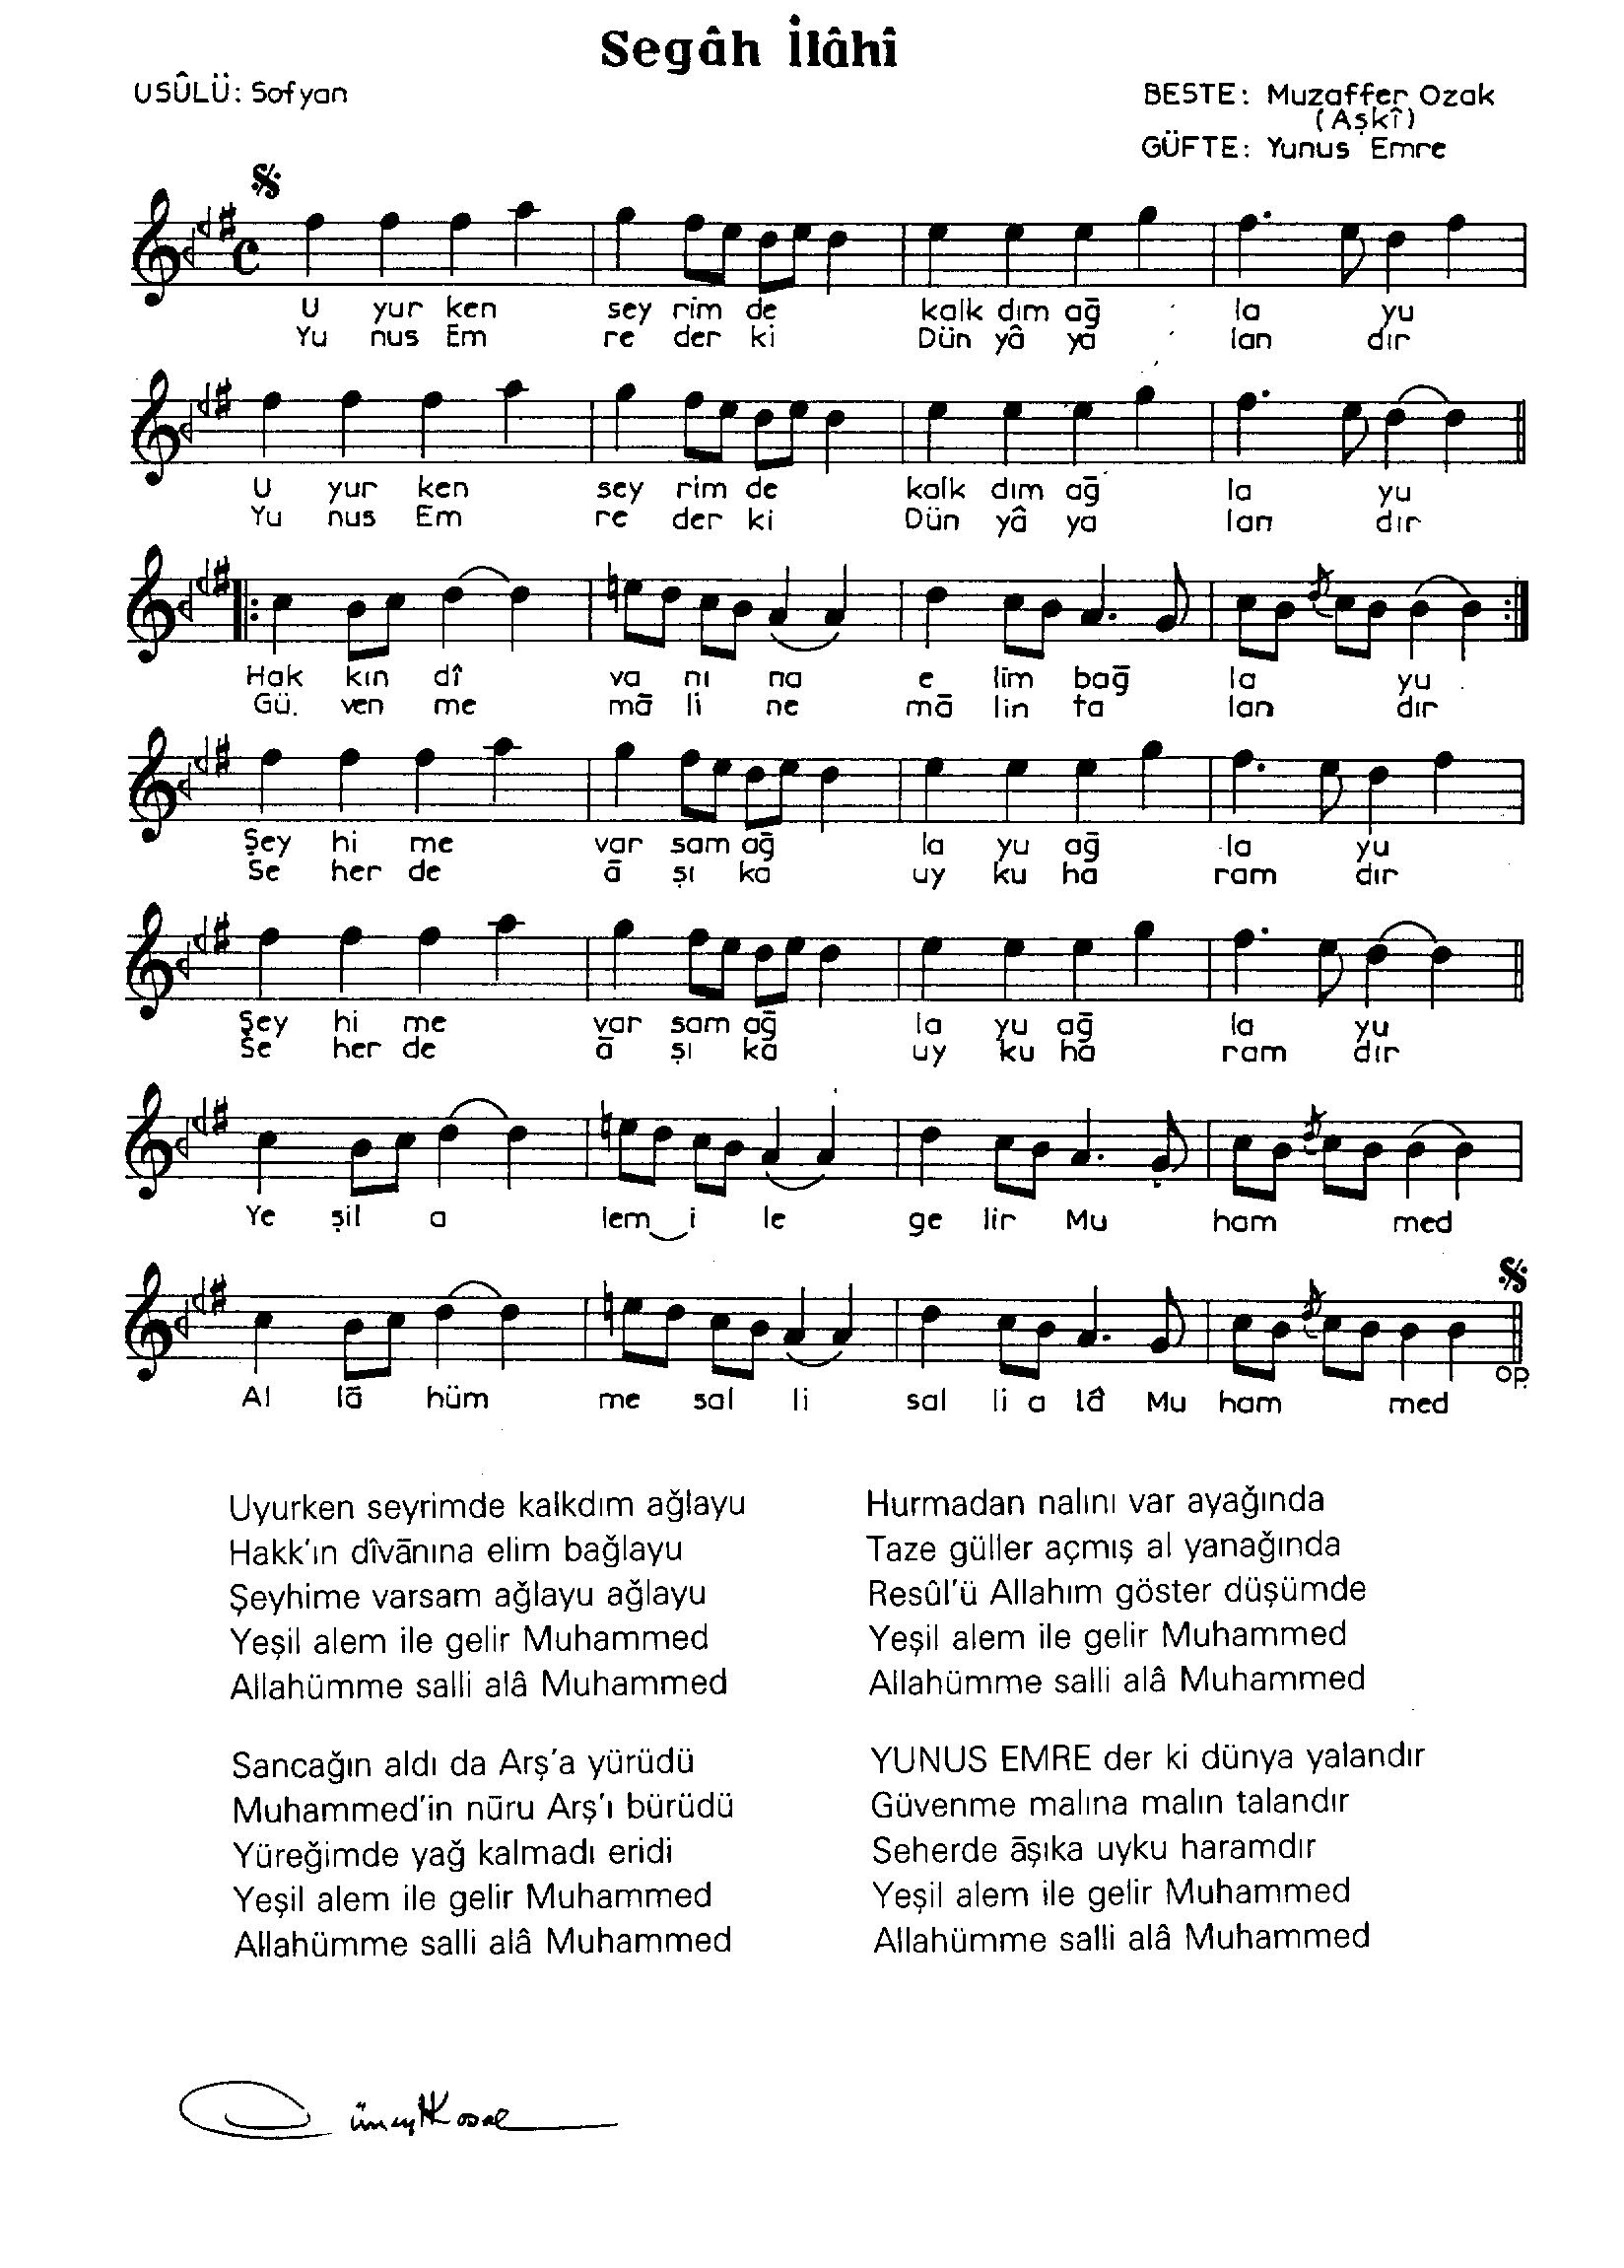 Segâh İlâhî
USÛLÜ: Sofyan
BESTE: Muzaffer Ozak
(Aşkî)
GÜFTE: Yunus Emre
U yur ken sey rim de kalk dım ağ la yu
Yu nus Em re der ki Dün yâ ya lan dır
U yur ken sey rim de kalk dım ağ la yu
Yu nus Em re der ki Dün yâ ya lan dır
Hak kın dî va nı na e lim bağ la yu
Gü. ven me mā li ne mā lin ta lan dır
Şey hi me var sam ağ la yu ağ la yu
Se her de ā şı ka uy ku ha ram dır
Şey hi me var sam ağ la yu ağ la yu
Se her de ā şı ka uy ku ha ram dır
Ye şil a lem i le ge lir Mu ham med
Al lā hüm me sal li sal li a lâ Mu ham med
op.
Uyurken seyrimde kalkdım ağlayu
Hakk'ın dîvānına elim bağlayu
Şeyhime varsam ağlayu ağlayu
Yeşil alem ile gelir Muhammed
Allahümme salli alâ Muhammed
Sancağın aldı da Arş'a yürüdü
Muhammed'in nūru Arş'ı bürüdü
Yüreğimde yağ kalmadı eridi
Yeşil alem ile gelir Muhammed
Allahümme salli alâ Muhammed
Hurmadan nalını var ayağında
Taze güller açmış al yanağında
Resûl'ü Allahım göster düşümde
Yeşil alem ile gelir Muhammed
Allahümme salli alâ Muhammed
YUNUS EMRE der ki dünya yalandır
Güvenme malına malın talandır
Seherde āşıka uyku haramdır
Yeşil alem ile gelir Muhammed
Allahümme salli alâ Muhammed
Cüneyt Kosal